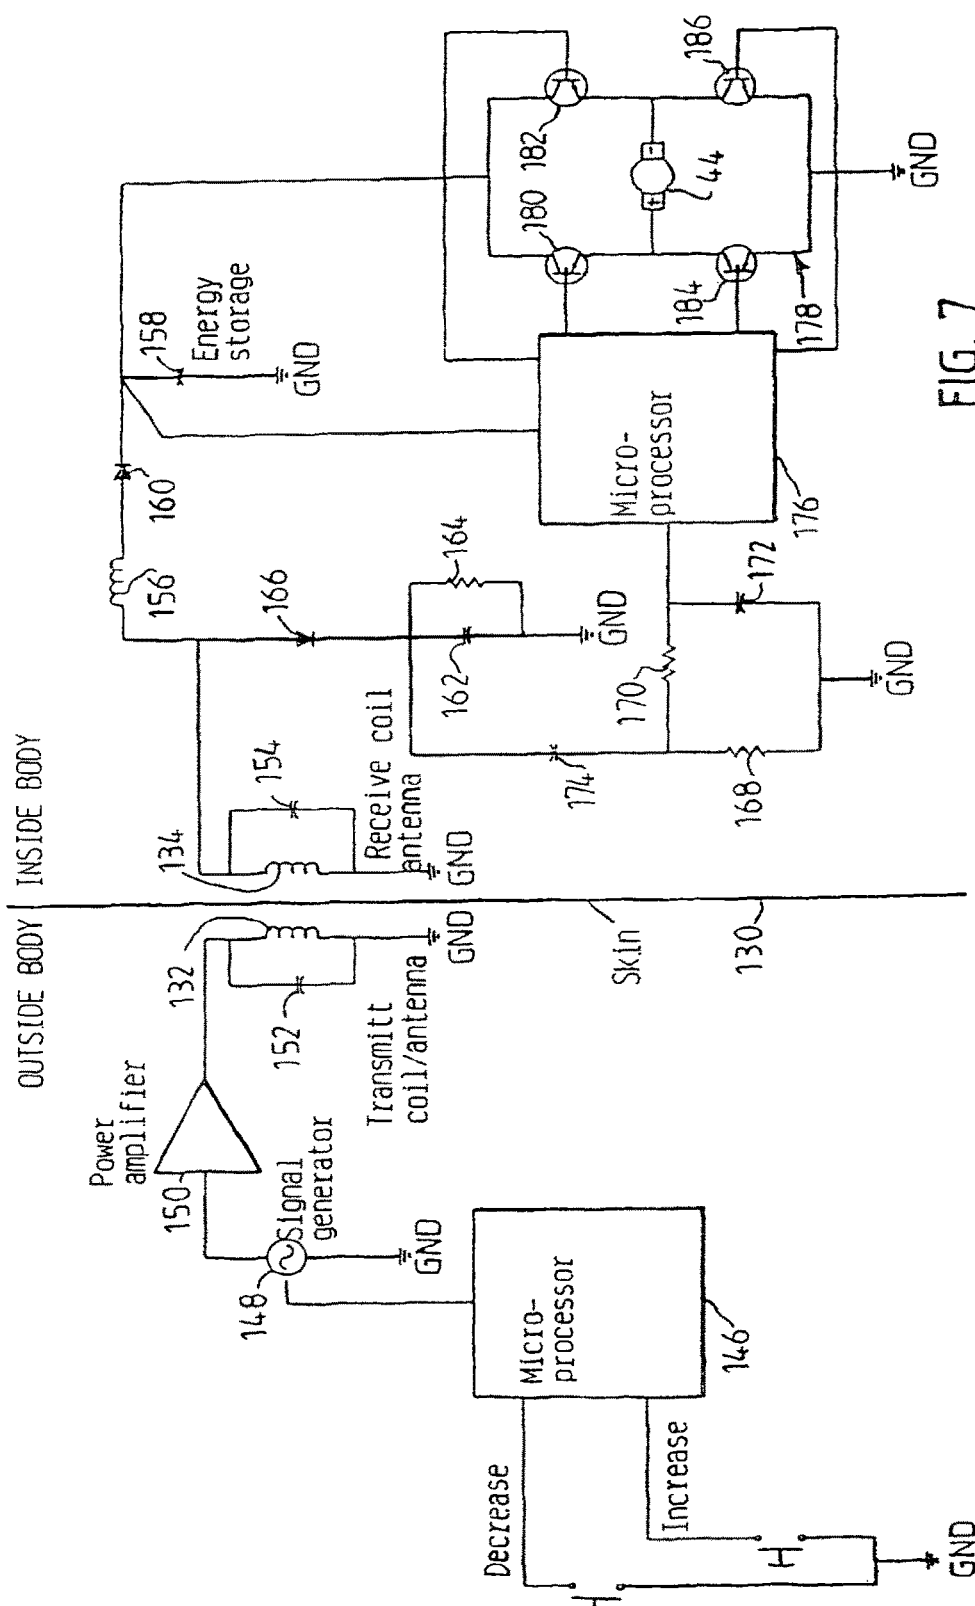 OUTSIDE BODY
INSIDE BODY
Power
amplifier
150
132
134
156
160
158
Energy
storage
GND
148
Signal
generator
GND
152
Transmitt
coil/antenna
GND
154
Receive coil
antenna
GND
166
162
164
GND
182
186
180
44
184
178
GND
Decrease
Increase
Micro-
processor
146
GND
Skin
130
174
170
168
172
GND
Micro-
processor
176
FIG. 7